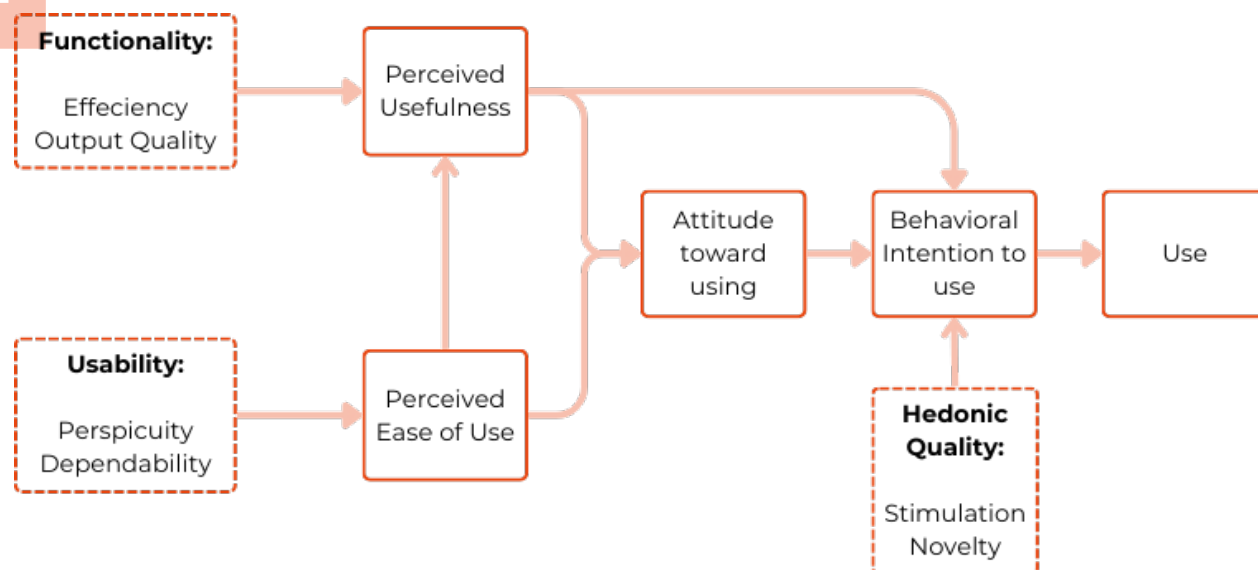 Functionality:
Effeciency
Output Quality
Perceived
Usefulness
Attitude
toward
using
Behavioral
Intention to
use
Use
Usability:
Perspicuity
Dependability
Perceived
Ease of Use
Hedonic
Quality:
Stimulation
Novelty